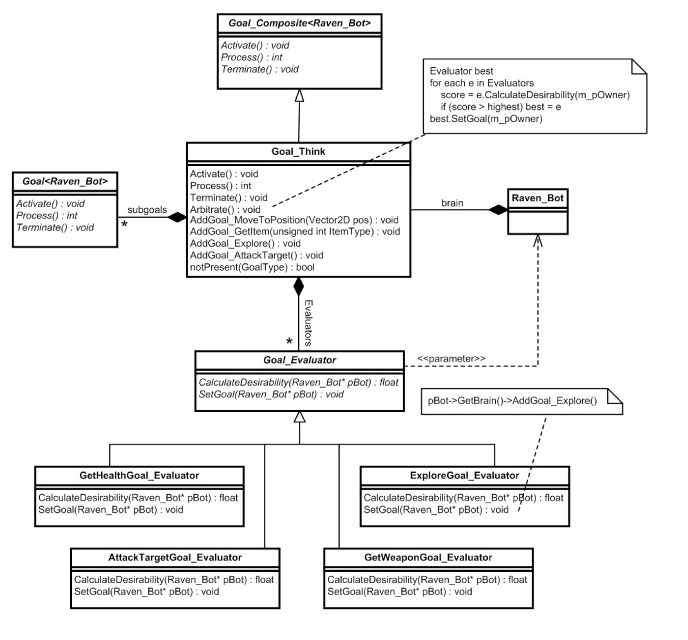 Goal_Composite<Raven_Bot>
Activate() : void
Process() : int
Terminate() : void
Evaluator best
for each e in Evaluators
score = e.CalculateDesirability(m_pOwner)
if (score > highest) best = e
best.SetGoal(m_pOwner)
Goal_Think
Activate() : void
Process() : int
Terminate() : void
Arbitrate() : void
AddGoal_MoveToPosition(Vector2D pos) : void
AddGoal_GetItem(unsigned int ItemType) : void
AddGoal_Explore() : void
AddGoal_AttackTarget() : void
notPresent(GoalType) : bool
Goal<Raven_Bot>
Activate() : void
Process() : int
Terminate() : void
subgoals
*
brain
Raven_Bot
Evaluators
*
Goal_Evaluator
CalculateDesirability(Raven_Bot* pBot) : float
SetGoal(Raven_Bot* pBot) : void
<<parameter>>
pBot->GetBrain()->AddGoal_Explore()
GetHealthGoal_Evaluator
CalculateDesirability(Raven_Bot* pBot) : float
SetGoal(Raven_Bot* pBot) : void
ExploreGoal_Evaluator
CalculateDesirability(Raven_Bot* pBot) : float
SetGoal(Raven_Bot* pBot) : void
AttackTargetGoal_Evaluator
CalculateDesirability(Raven_Bot* pBot) : float
SetGoal(Raven_Bot* pBot) : void
GetWeaponGoal_Evaluator
CalculateDesirability(Raven_Bot* pBot) : float
SetGoal(Raven_Bot* pBot) : void